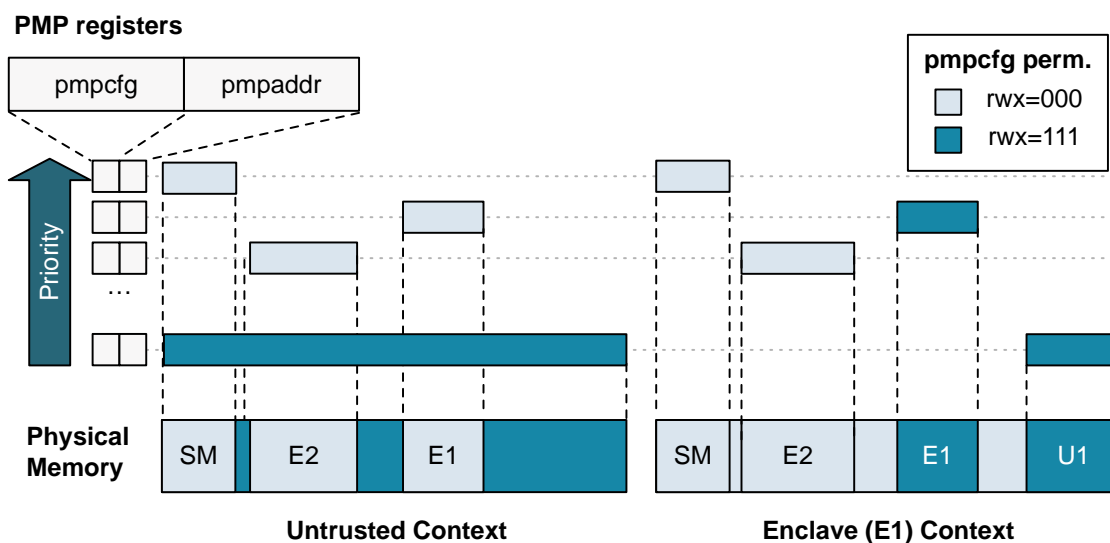 PMP registers
pmpcfg
pmpaddr
pmpcfg perm.
rwx=000
rwx=111
Priority
...
Physical
Memory
SM
E2
E1
SM
E2
E1
U1
Untrusted Context
Enclave (E1) Context